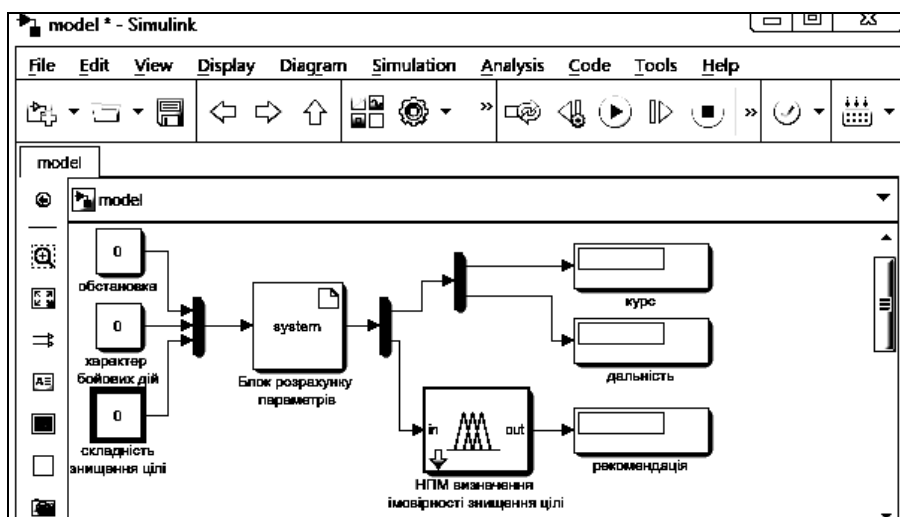 model * - Simulink
File Edit View Display Diagram Simulation Analysis Code Tools Help
model
model
0
обстановка
0
характер
бойових дій
0
складність
знищення цілі
system
Блок розрахунку
параметрів
курс
дальність
in out
НПМ визначення
імовірності знищення цілі
рекомендація